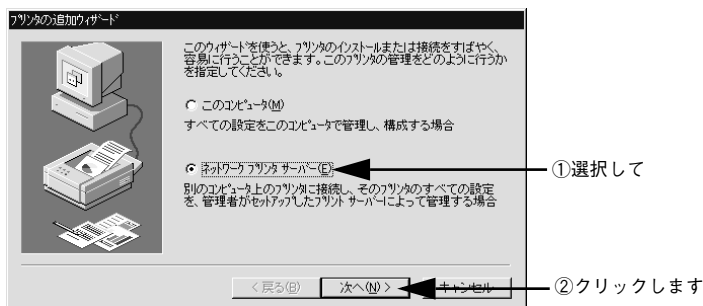 プリンタの追加ウィザード
このウィザードを使うと、プリンタのインストールまたは接続をすばやく、
容易に行うことができます。このプリンタの管理をどのように行うか
を指定してください。
このコンピュータ(M)
すべての設定をこのコンピュータで管理し、構成する場合
ネットワーク プリンタ サーバー(E)
①選択して
別のコンピュータ上のプリンタに接続し、そのプリンタのすべての設定
を、管理者がセットアップしたプリント サーバーによって管理する場合
< 戻る(B)
次へ(N) >
キャンセル
②クリックします